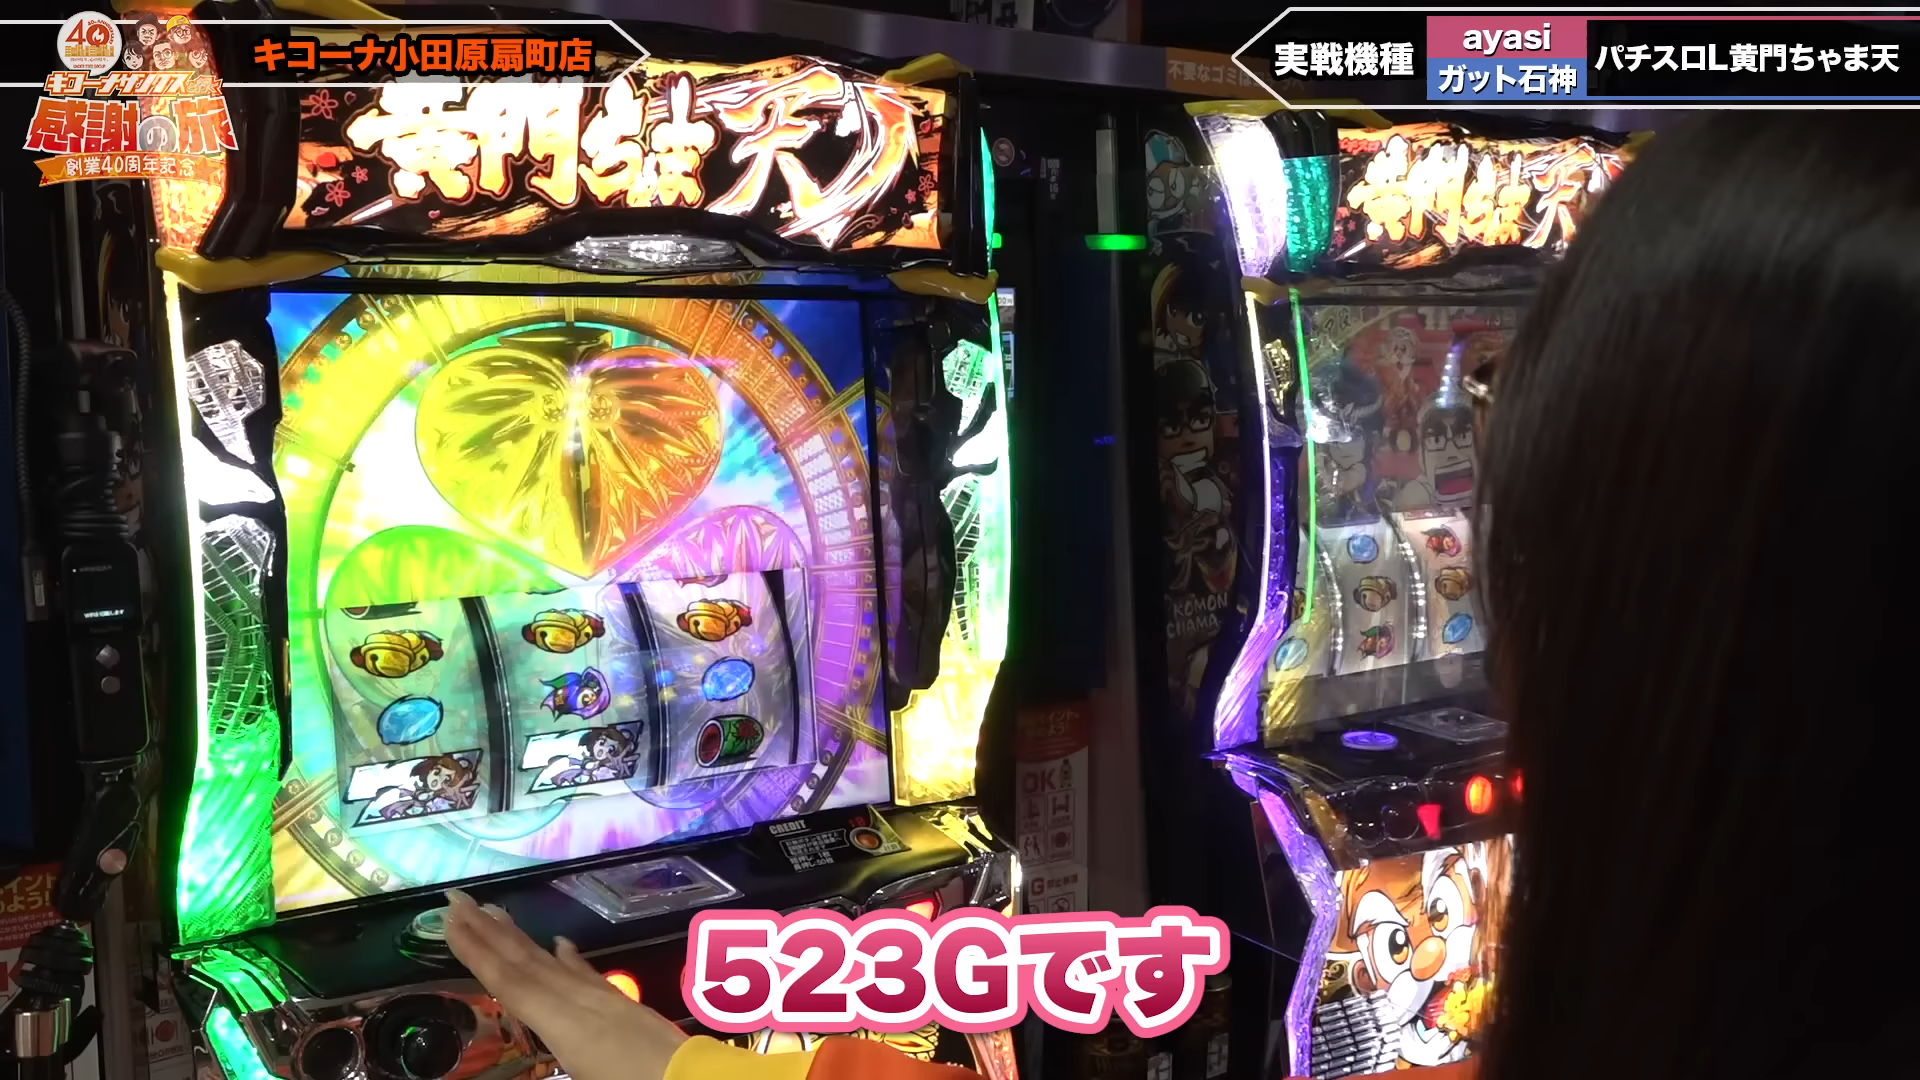 40
キコーナサンクス
感謝の旅
創業40周年記念
キコーナ小田原扇町店
実戦機種
ayasi
ガット石神
パチスロL黄門ちゃま天
黄門ちゃま天
黄門ちゃま天
KOMON
CHAMA
CREDIT
OK
523Gです